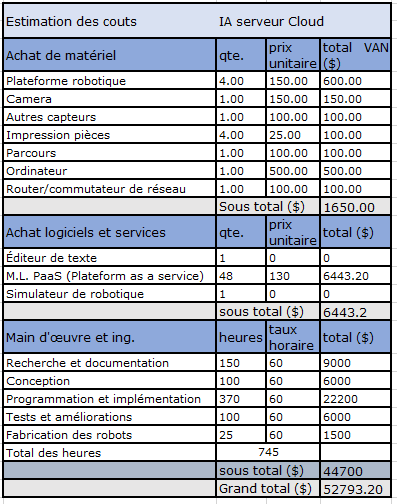 Estimation des couts IA serveur Cloud
Achat de matériel qte. prix unitaire total VAN ($)
Plateforme robotique 4.00 150.00 600.00
Camera 1.00 150.00 150.00
Autres capteurs 1.00 100.00 100.00
Impression pièces 4.00 25.00 100.00
Parcours 1.00 100.00 100.00
Ordinateur 1.00 500.00 500.00
Router/commutateur de réseau 1.00 100.00 100.00
Sous total ($) 1650.00
Achat logiciels et services qte. prix unitaire total ($)
Éditeur de texte 1 0 0
M.L. PaaS (Plateform as a service) 48 130 6443.20
Simulateur de robotique 1 0 0
sous total ($) 6443.2
Main d'œuvre et ing. heures taux horaire total ($)
Recherche et documentation 150 60 9000
Conception 100 60 6000
Programmation et implémentation 370 60 22200
Tests et améliorations 100 60 6000
Fabrication des robots 25 60 1500
Total des heures 745
sous total ($) 44700
Grand total ($) 52793.20